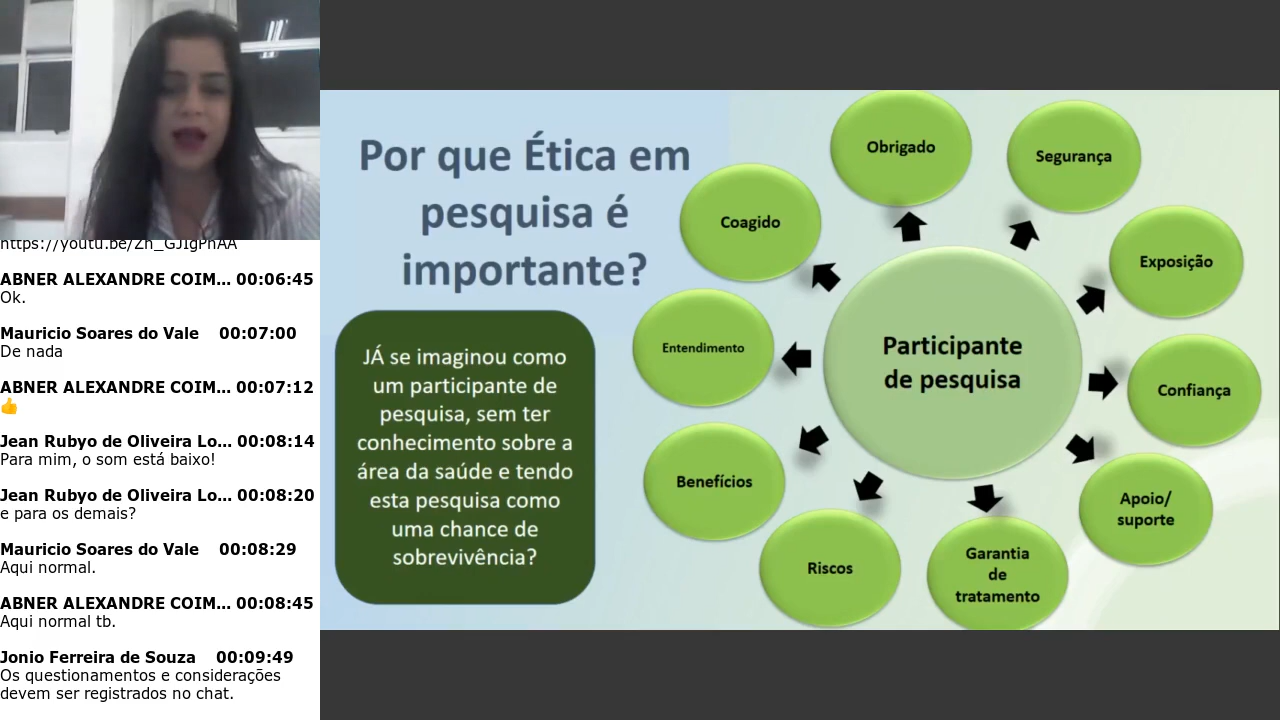 https://youtu.be/Zn_GJIgPnAA
ABNER ALEXANDRE COIM... 00:06:45
Ok.
Mauricio Soares do Vale 00:07:00
De nada
ABNER ALEXANDRE COIM... 00:07:12
👍
Jean Rubyo de Oliveira Lo... 00:08:14
Para mim, o som está baixo!
Jean Rubyo de Oliveira Lo... 00:08:20
e para os demais?
Mauricio Soares do Vale 00:08:29
Aqui normal.
ABNER ALEXANDRE COIM... 00:08:45
Aqui normal tb.
Jonio Ferreira de Souza 00:09:49
Os questionamentos e considerações
devem ser registrados no chat.
Por que Ética em
pesquisa é
importante?
JÁ se imaginou como
um participante de
pesquisa, sem ter
conhecimento sobre a
área da saúde e tendo
esta pesquisa como
uma chance de
sobrevivência?
Participante
de pesquisa
Obrigado
Segurança
Exposição
Confiança
Apoio/
suporte
Garantia
de
tratamento
Riscos
Benefícios
Entendimento
Coagido